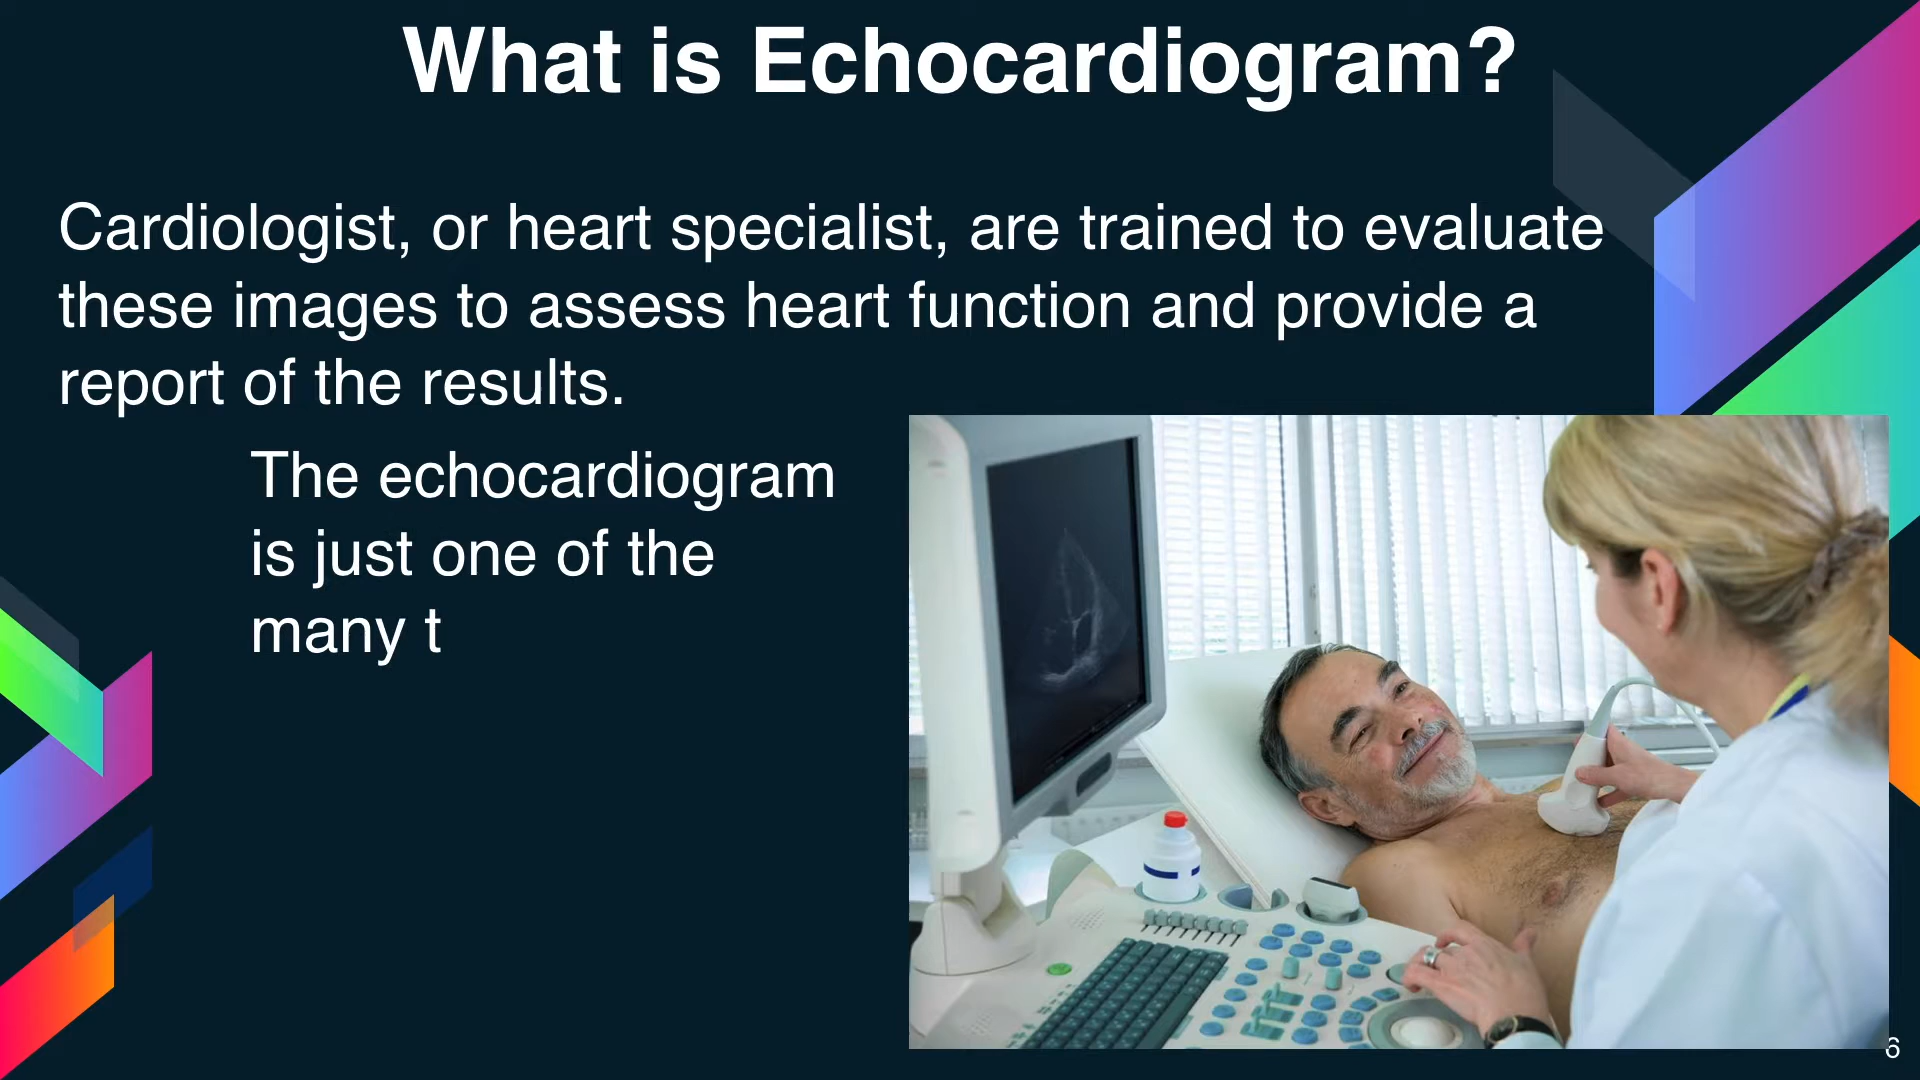 What is Echocardiogram?
Cardiologist, or heart specialist, are trained to evaluate
these images to assess heart function and provide a
report of the results.
The echocardiogram
is just one of the
many t
6